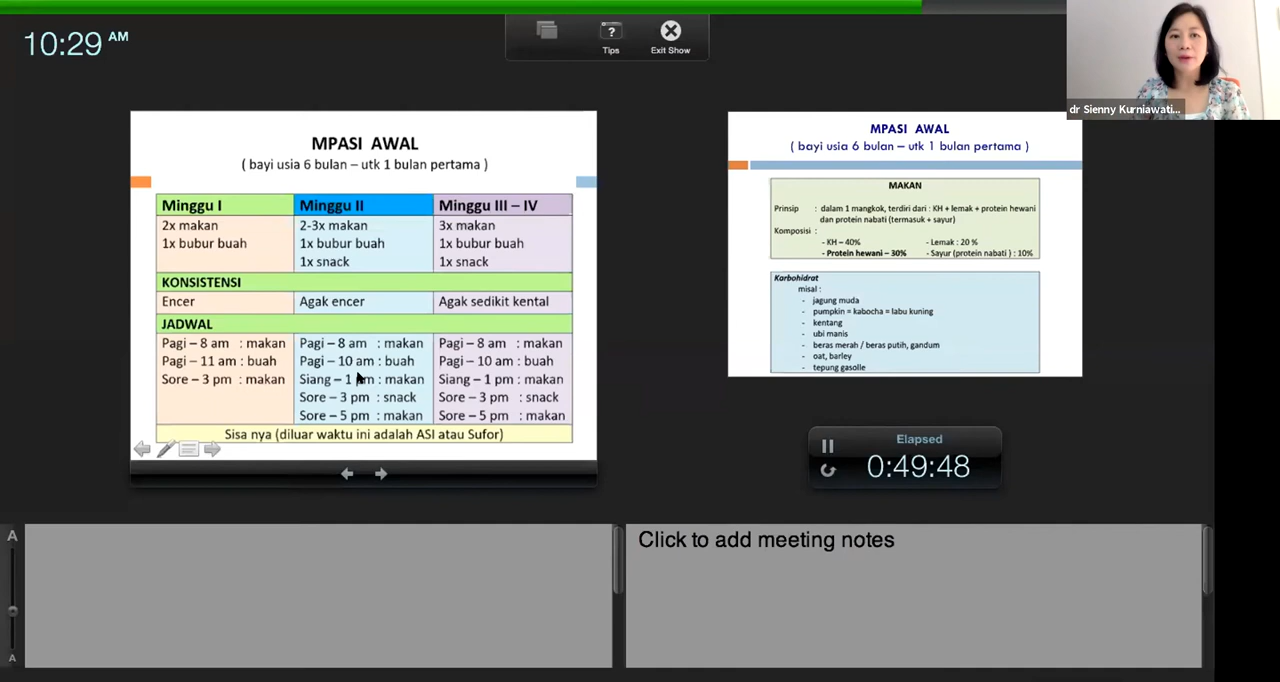 10:29 AM
Tips
Exit Show
dr Sienny Kurniawati...
MPASI AWAL
( bayi usia 6 bulan – utk 1 bulan pertama )
Minggu I
Minggu II
Minggu III – IV
2x makan
1x bubur buah
2-3x makan
1x bubur buah
1x snack
3x makan
1x bubur buah
1x snack
KONSISTENSI
Encer
Agak encer
Agak sedikit kental
JADWAL
Pagi – 8 am : makan
Pagi – 11 am : buah
Sore – 3 pm : makan
Pagi – 8 am : makan
Pagi – 10 am : buah
Siang – 1 pm : makan
Sore – 3 pm : snack
Sore – 5 pm : makan
Pagi – 8 am : makan
Pagi – 10 am : buah
Siang – 1 pm : makan
Sore – 3 pm : snack
Sore – 5 pm : makan
Sisa nya (diluar waktu ini adalah ASI atau Sufor)
MPASI AWAL
( bayi usia 6 bulan – utk 1 bulan pertama )
MAKAN
Prinsip : dalam 1 mangkok, terdiri dari : KH + lemak + protein hewani
dan protein nabati (termasuk + sayur)
Komposisi :
- KH – 40% - Lemak : 20 %
- Protein hewani – 30% - Sayur (protein nabati ) : 10%
Karbohidrat
misal :
- jagung muda
- pumpkin = kabocha = labu kuning
- kentang
- ubi manis
- beras merah / beras putih, gandum
- oat, barley
- tepung gasolle
Elapsed
0:49:48
A
A
Click to add meeting notes